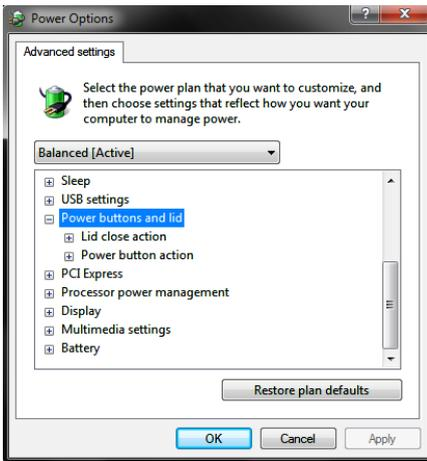 Power Options
Advanced settings
Select the power plan that you want to customize, and
then choose settings that reflect how you want your
computer to manage power.
Balanced [Active]
Sleep
USB settings
Power buttons and lid
Lid close action
Power button action
PCI Express
Processor power management
Display
Multimedia settings
Battery
Restore plan defaults
OK Cancel Apply